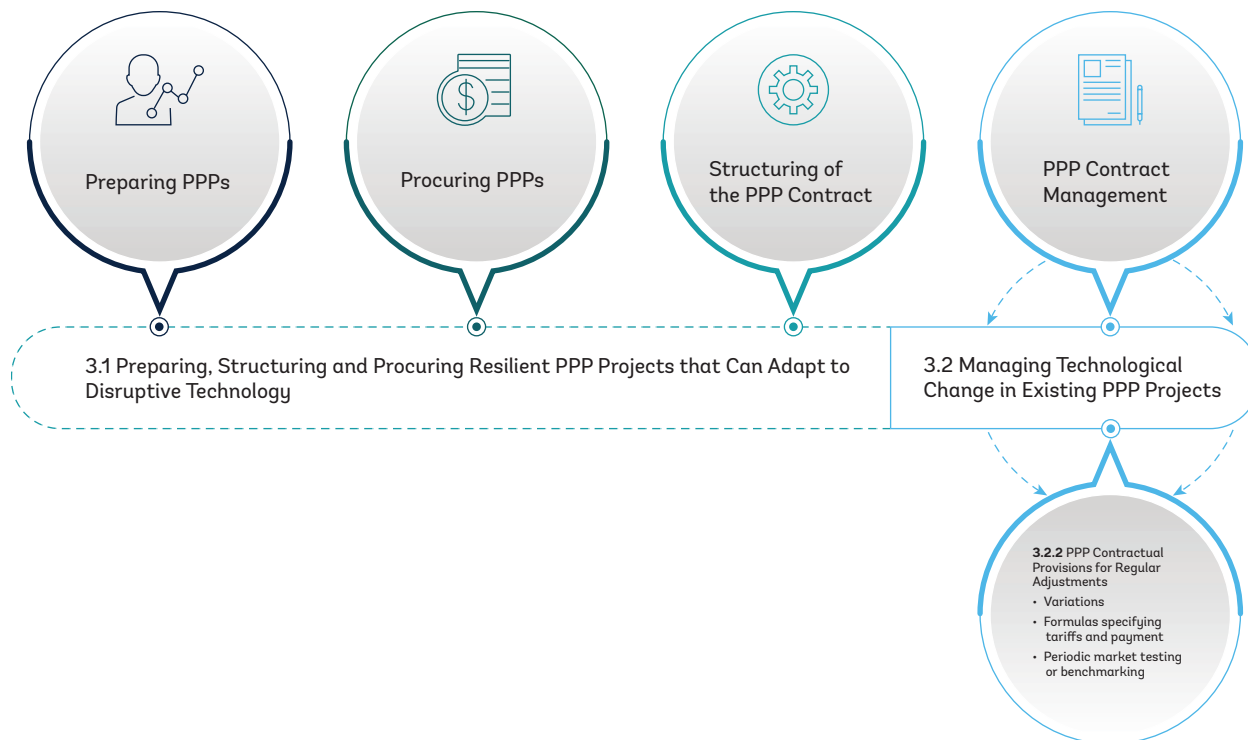 Preparing PPPs
Procuring PPPs
Structuring of
the PPP Contract
PPP Contract
Management
3.1 Preparing, Structuring and Procuring Resilient PPP Projects that Can Adapt to
Disruptive Technology
3.2 Managing Technological
Change in Existing PPP Projects
3.2.2 PPP Contractual
Provisions for Regular
Adjustments
• Variations
• Formulas specifying
tariffs and payment
• Periodic market testing
or benchmarking